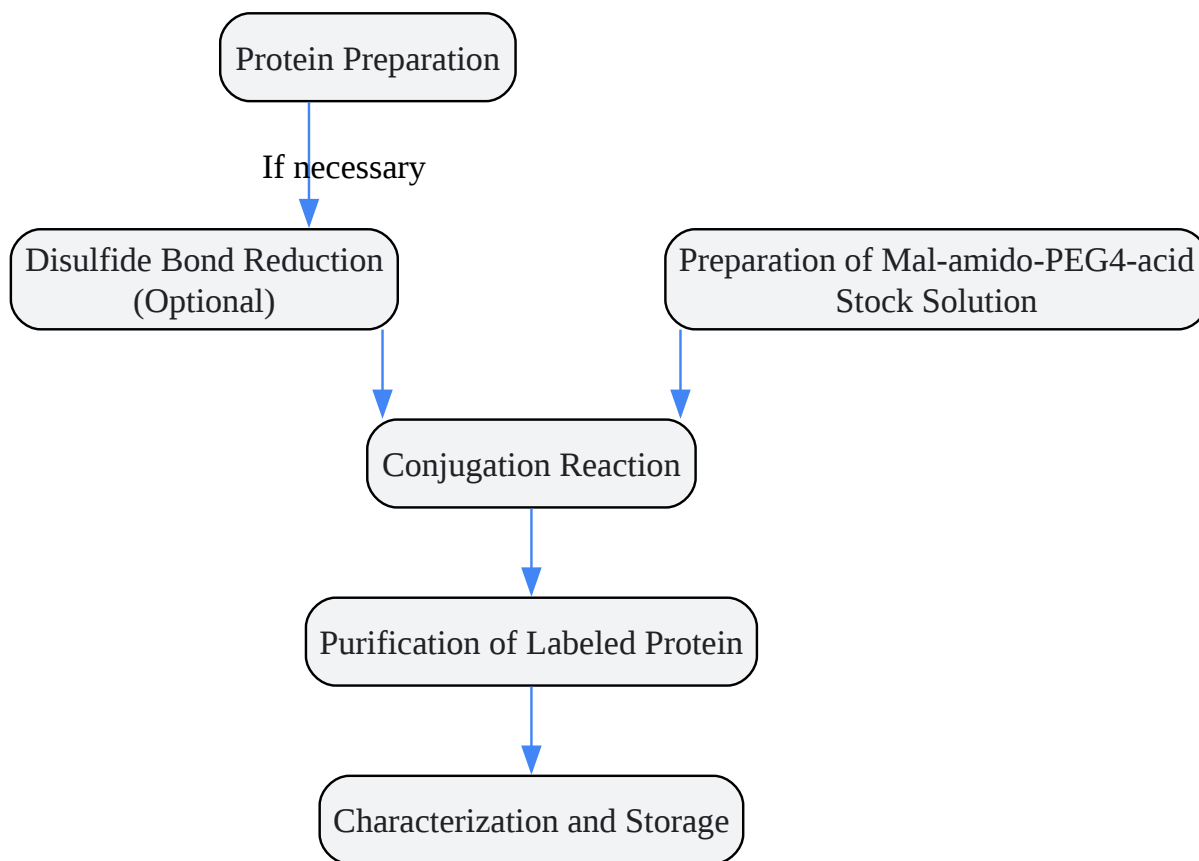 Protein Preparation
If necessary
Disulfide Bond Reduction
(Optional)
Preparation of Mal-amido-PEG4-acid
Stock Solution
Conjugation Reaction
Purification of Labeled Protein
Characterization and Storage